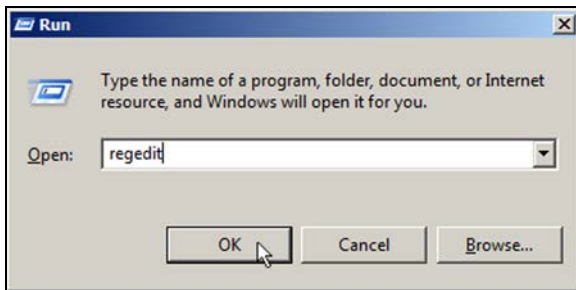 Run
Type the name of a program, folder, document, or Internet
resource, and Windows will open it for you.
Open: regedit
OK Cancel Browse...